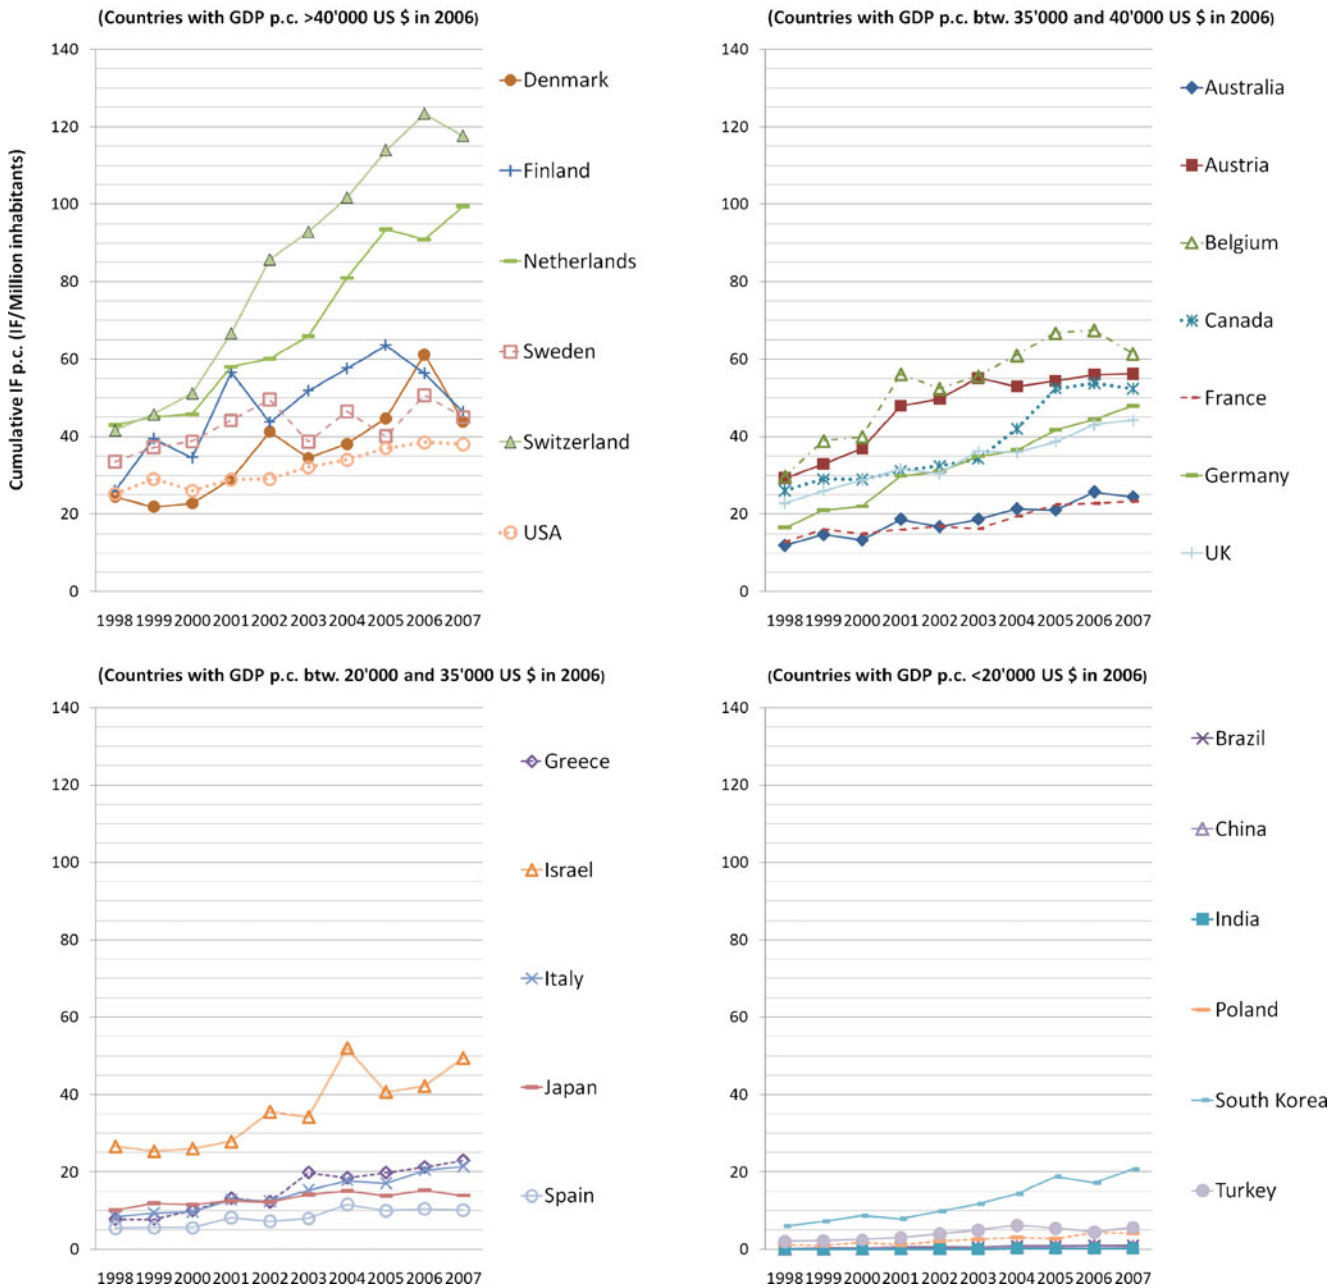 (Countries with GDP p.c. >40'000 US $ in 2006)
140
120
100
80
60
40
20
0
Cumulative IF p.c. (IF/Million inhabitants)
1998 1999 2000 2001 2002 2003 2004 2005 2006 2007
Denmark
Finland
Netherlands
Sweden
Switzerland
USA
(Countries with GDP p.c. btw. 35'000 and 40'000 US $ in 2006)
140
120
100
80
60
40
20
0
1998 1999 2000 2001 2002 2003 2004 2005 2006 2007
Australia
Austria
Belgium
Canada
France
Germany
UK
(Countries with GDP p.c. btw. 20'000 and 35'000 US $ in 2006)
140
120
100
80
60
40
20
0
1998 1999 2000 2001 2002 2003 2004 2005 2006 2007
Greece
Israel
Italy
Japan
Spain
(Countries with GDP p.c. <20'000 US $ in 2006)
140
120
100
80
60
40
20
0
1998 1999 2000 2001 2002 2003 2004 2005 2006 2007
Brazil
China
India
Poland
South Korea
Turkey